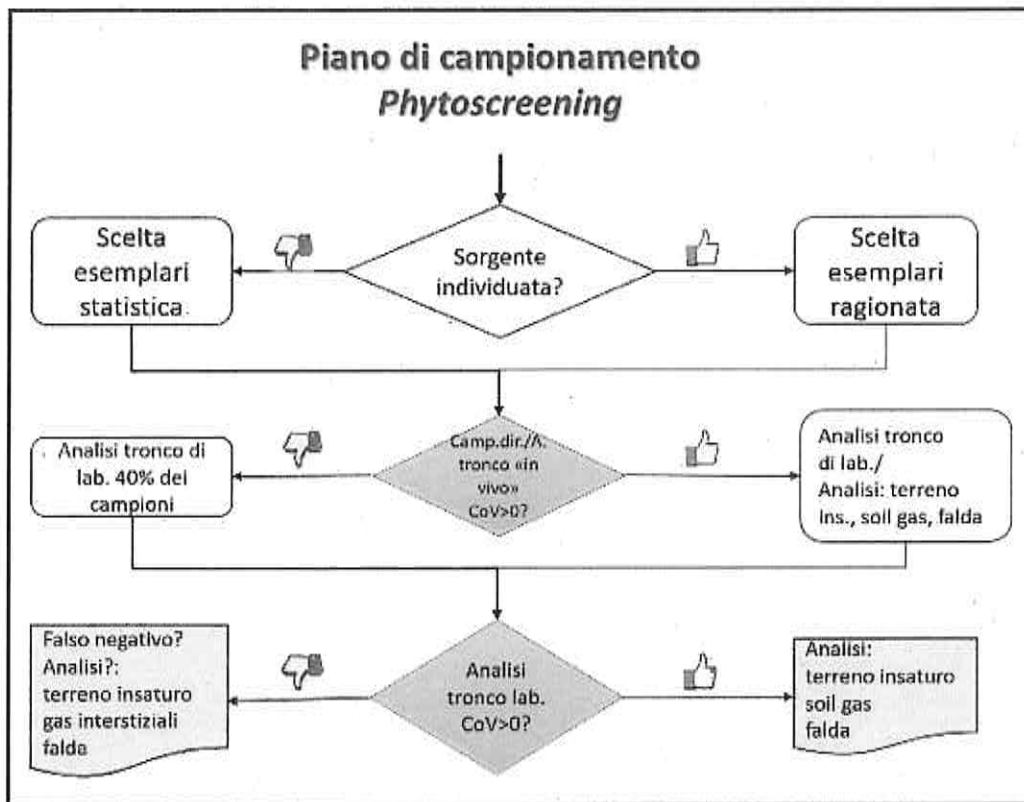 Piano di campionamento
Phytoscreening
Scelta
esemplari
statistica
Sorgente
individuata?
Scelta
esemplari
ragionata
Analisi tronco di
lab. 40% dei
campioni
Camp.dir./A.
tronco «in
vivo»
CoV>0?
Analisi tronco
di lab./
Analisi: terreno
ins., soil gas, falda
Falso negativo?
Analisi?:
terreno insaturo
gas interstiziali
falda
Analisi
tronco lab.
CoV>0?
Analisi:
terreno insaturo
soil gas
falda